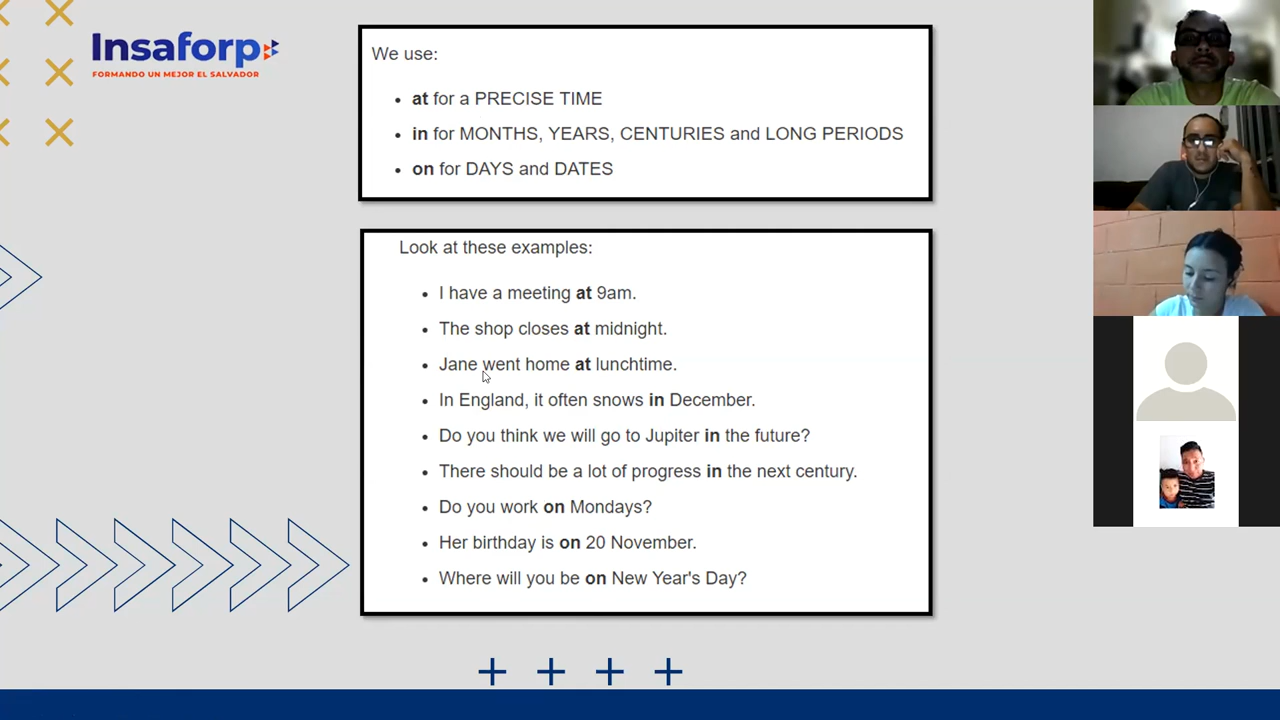 Insaforp
FORMANDO UN MEJOR EL SALVADOR
We use:
• at for a PRECISE TIME
• in for MONTHS, YEARS, CENTURIES and LONG PERIODS
• on for DAYS and DATES
Look at these examples:
• I have a meeting at 9am.
• The shop closes at midnight.
• Jane went home at lunchtime.
• In England, it often snows in December.
• Do you think we will go to Jupiter in the future?
• There should be a lot of progress in the next century.
• Do you work on Mondays?
• Her birthday is on 20 November.
• Where will you be on New Year's Day?